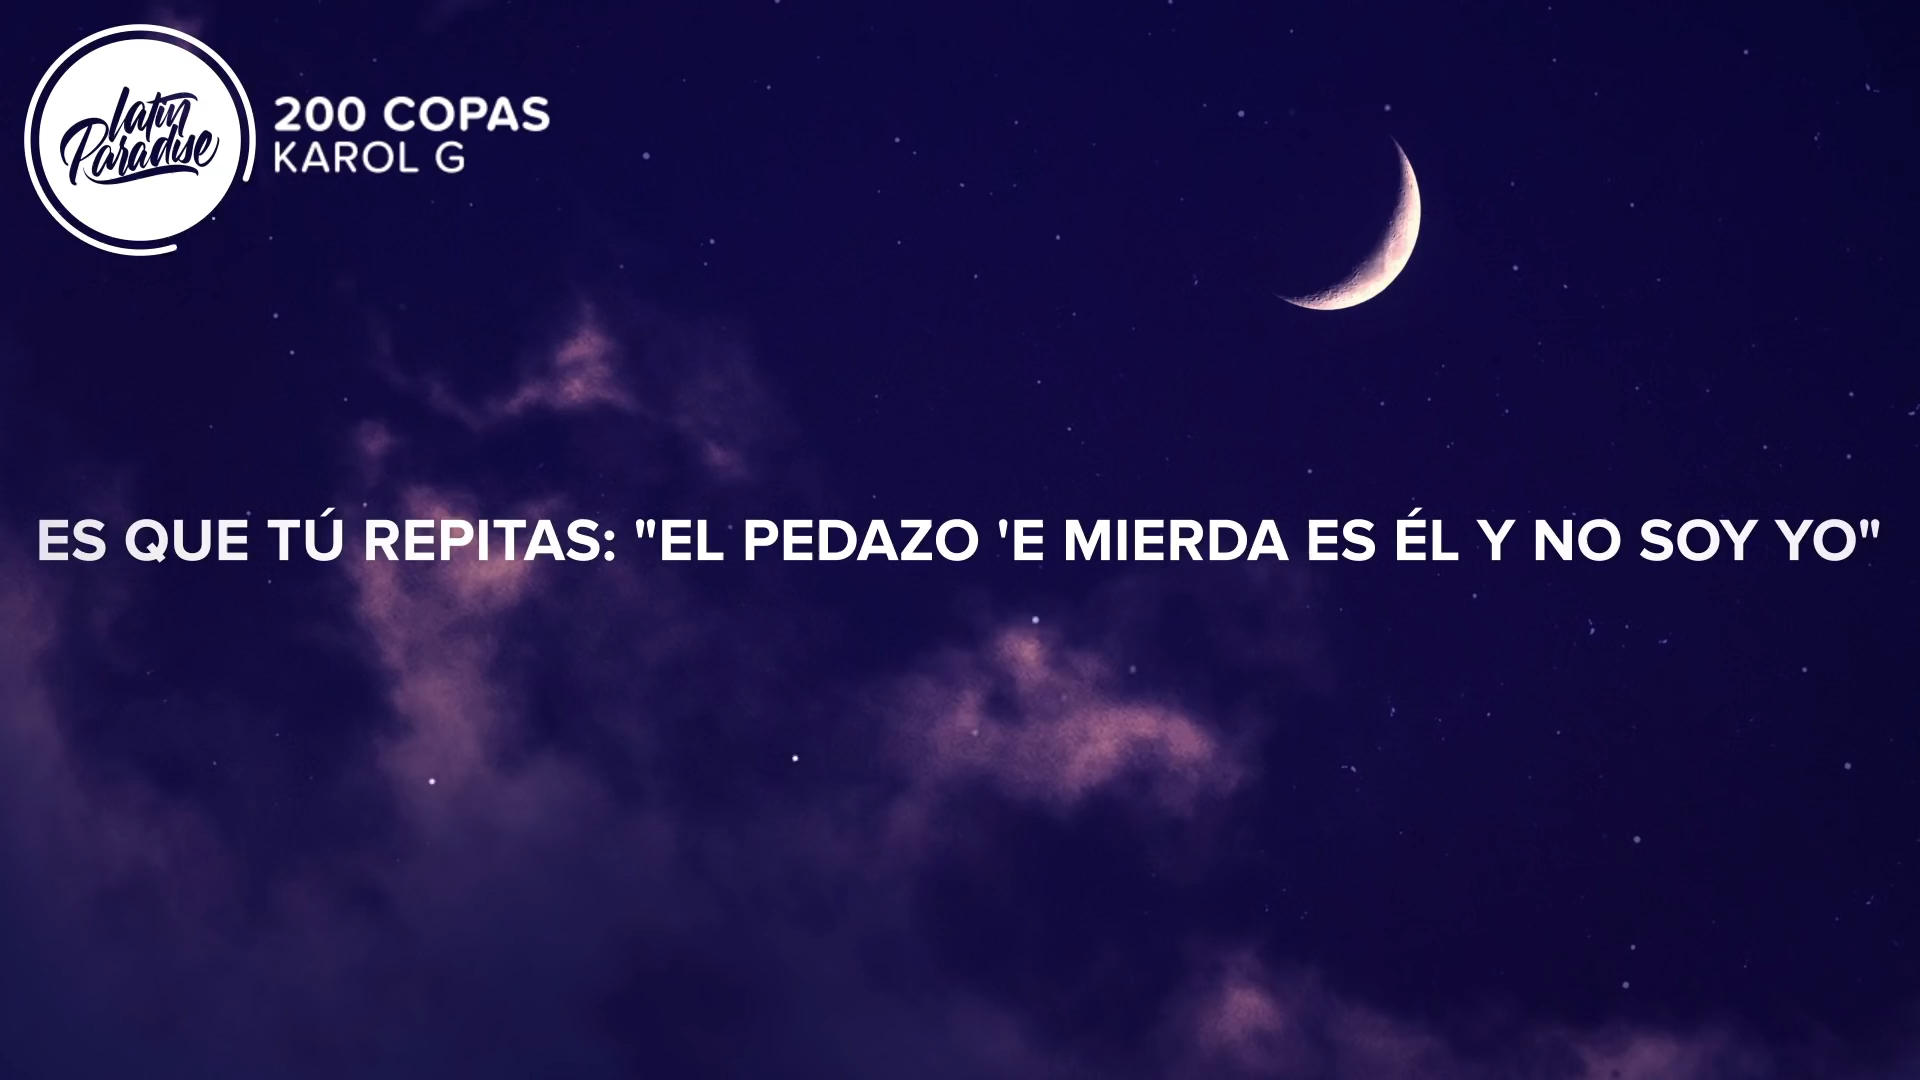 Latin
Paradise
200 COPAS
KAROL G
ES QUE TÚ REPITAS: "EL PEDAZO 'E MIERDA ES ÉL Y NO SOY YO"